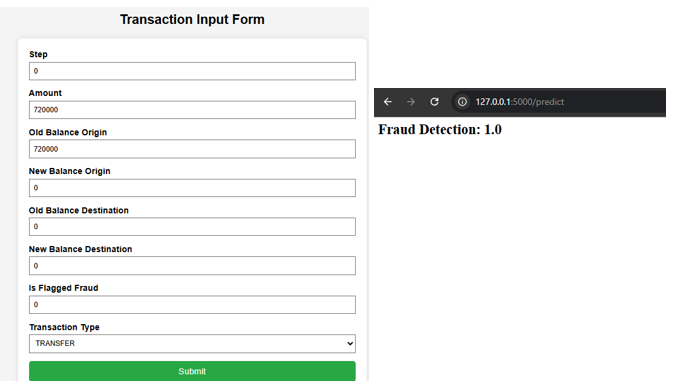 Transaction Input Form
Step
0
Amount
720000
Old Balance Origin
720000
New Balance Origin
0
Old Balance Destination
0
New Balance Destination
0
Is Flagged Fraud
0
Transaction Type
TRANSFER
Submit
127.0.0.1:5000/predict
Fraud Detection: 1.0